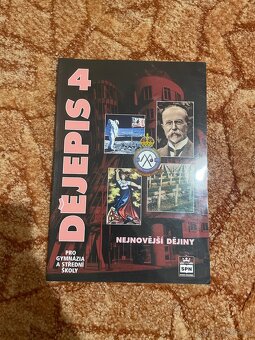 DĚJEPIS 4
PRO
GYMNÁZIA
A STŘEDNÍ
ŠKOLY
NEJNOVĚJŠÍ DĚJINY
SPN